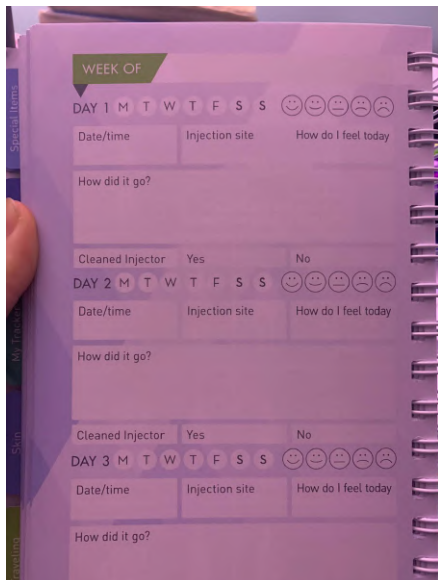 WEEK OF
DAY 1 M T W T F S S
Date/time Injection site How do I feel today
How did it go?
Cleaned Injector Yes No
DAY 2 M T W T F S S
Date/time Injection site How do I feel today
How did it go?
Cleaned Injector Yes No
DAY 3 M T W T F S S
Date/time Injection site How do I feel today
How did it go?
Special Items
My Tracker
Skin
raveling